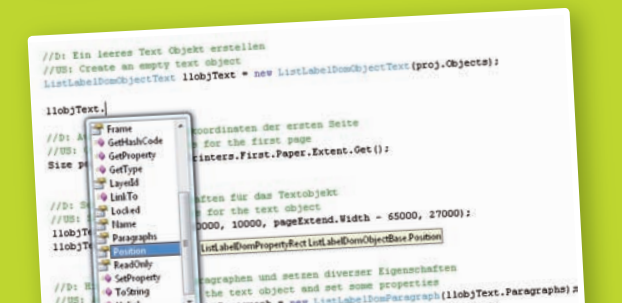 //D: Ein leeres Text Objekt erstellen
//US: Create an empty text object
ListLabelDomObjectText llobjText = new ListLabelDomObjectText(proj.Objects);
llobjText.
Frame
//D: A oordinaten der ersten Seite
GetHashCode
//US: s for the first page
GetProperty
Size p rinters.First.Paper.Extent.Get();
GetType
LayerId
LinkTo
//D: S aften für das Textobjekt
Locked
//US: s for the text object
Name
llobjT 0000, 10000, pageExtend.Width - 65000, 27000);
Paragraphs
llobjT
Position
ListLabelDomPropertyRect ListLabelDomObjectBase.Position
ReadOnly
//D: H ragraphen und setzen diverser Eigenschaften
SetProperty
//US: the text object and set some properties
ToString
= new ListLabelDomParagraph(llobjText.Paragraphs);